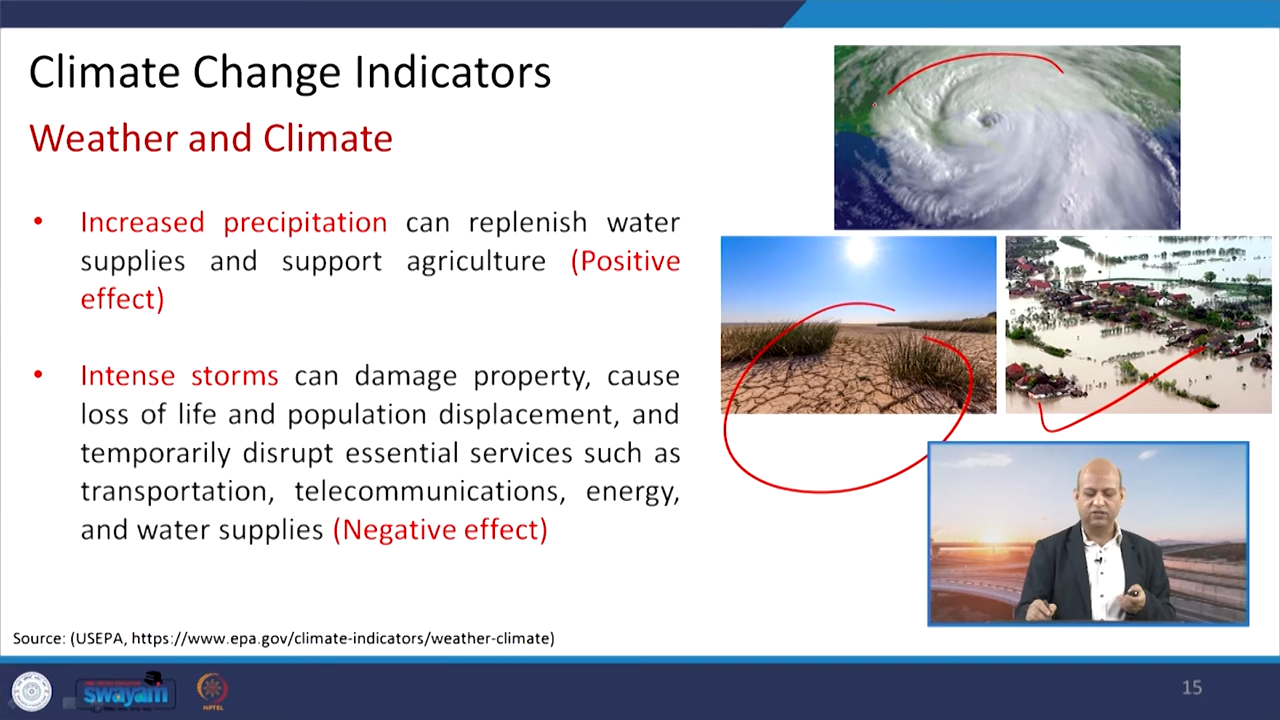 Climate Change Indicators
Weather and Climate
• Increased precipitation can replenish water
supplies and support agriculture (Positive
effect)
• Intense storms can damage property, cause
loss of life and population displacement, and
temporarily disrupt essential services such as
transportation, telecommunications, energy,
and water supplies (Negative effect)
Source: (USEPA, https://www.epa.gov/climate-indicators/weather-climate)
swayam
NPTEL
15